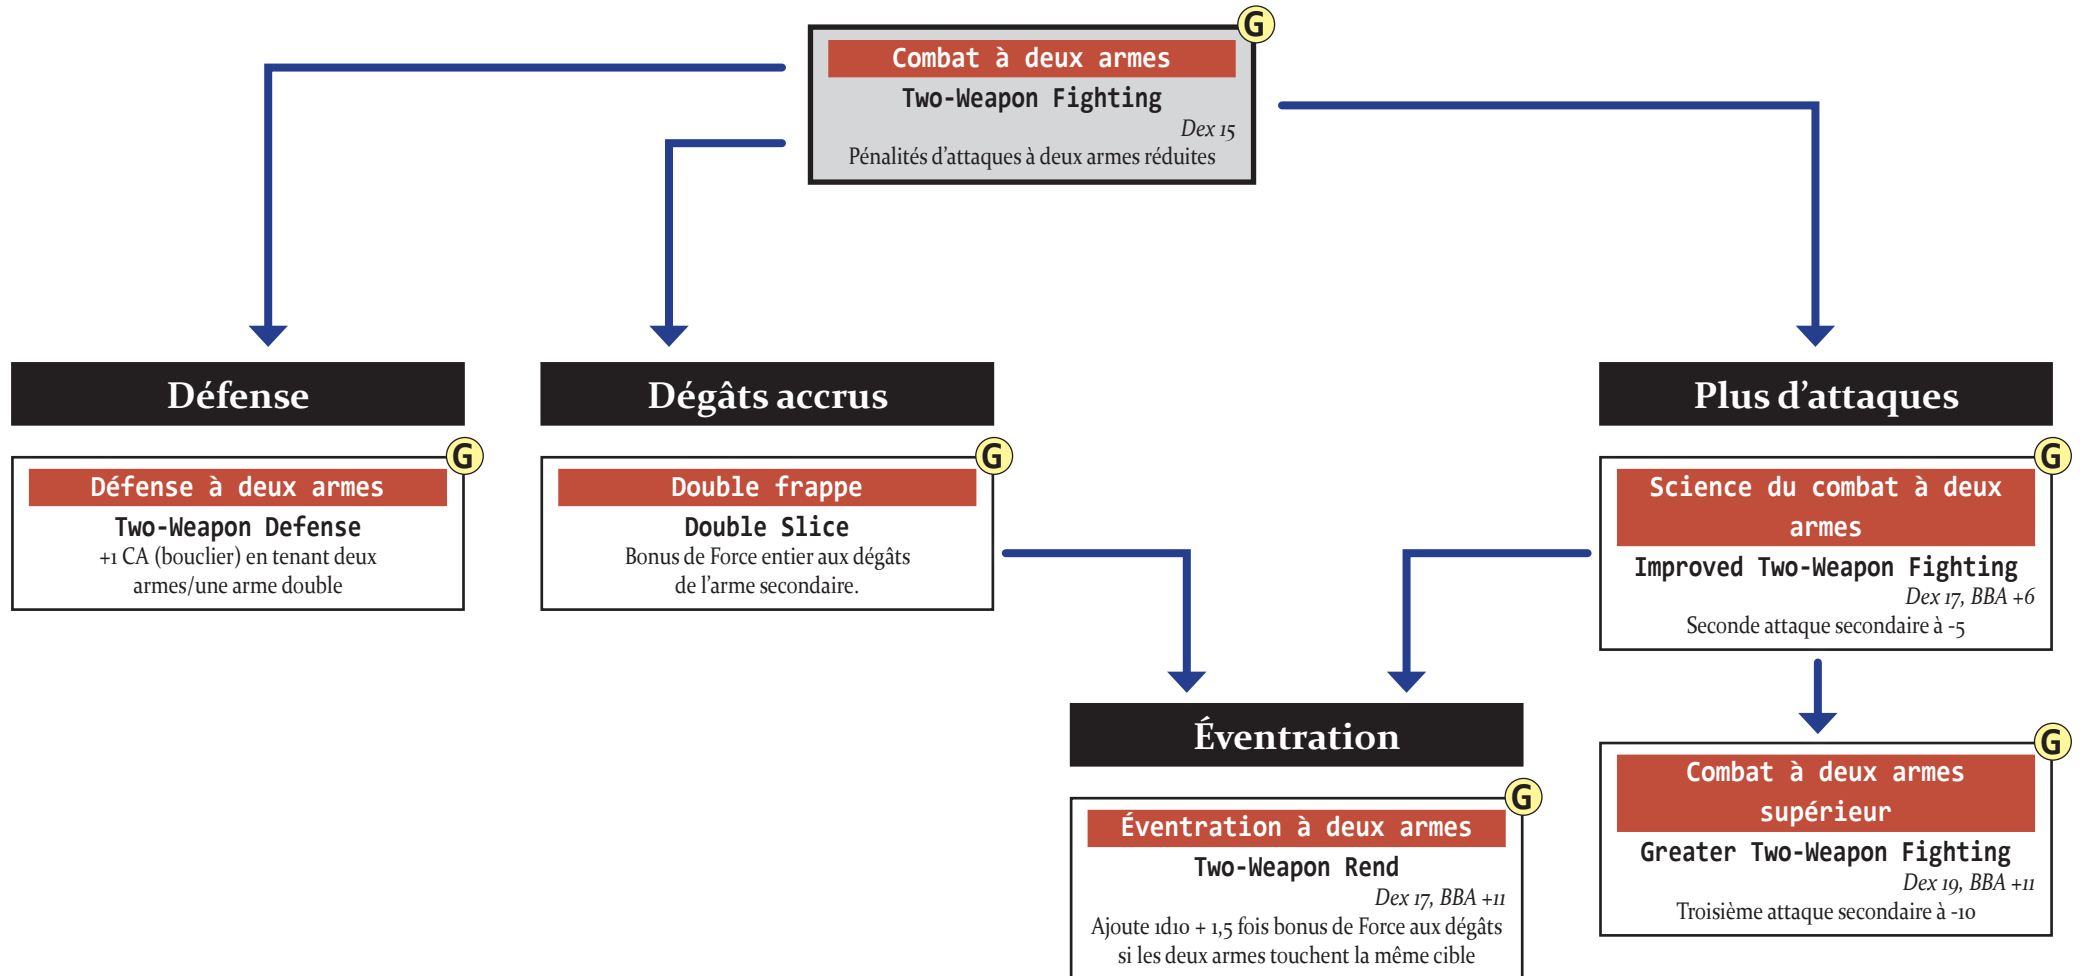 G
Combat à deux armes
Two-Weapon Fighting
Dex 15
Pénalités d'attaques à deux armes réduites
Défense
G
Défense à deux armes
Two-Weapon Defense
+1 CA (bouclier) en tenant deux
armes/une arme double
Dégâts accrus
G
Double frappe
Double Slice
Bonus de Force entier aux dégâts
de l'arme secondaire.
Plus d'attaques
G
Science du combat à deux
armes
Improved Two-Weapon Fighting
Dex 17, BBA +6
Seconde attaque secondaire à -5
Éventration
G
Éventration à deux armes
Two-Weapon Rend
Dex 17, BBA +11
Ajoute 1d10 + 1,5 fois bonus de Force aux dégâts
si les deux armes touchent la même cible
G
Combat à deux armes
supérieur
Greater Two-Weapon Fighting
Dex 19, BBA +11
Troisième attaque secondaire à -10